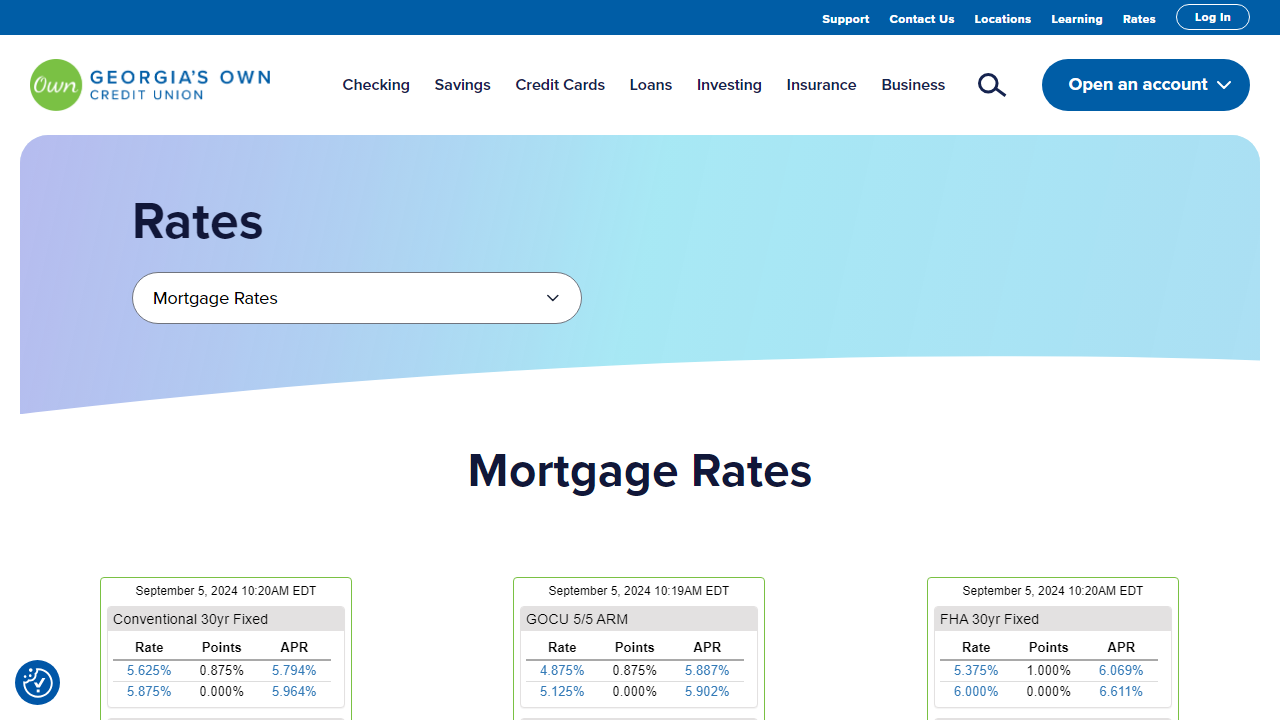 Support Contact Us Locations Learning Rates Log In
Own GEORGIA'S OWN
CREDIT UNION
Checking Savings Credit Cards Loans Investing Insurance Business
Open an account
Rates
Mortgage Rates
Mortgage Rates
September 5, 2024 10:20AM EDT
Conventional 30yr Fixed
Rate Points APR
5.625% 0.875% 5.794%
5.875% 0.000% 5.964%
September 5, 2024 10:19AM EDT
GOCU 5/5 ARM
Rate Points APR
4.875% 0.875% 5.887%
5.125% 0.000% 5.902%
September 5, 2024 10:20AM EDT
FHA 30yr Fixed
Rate Points APR
5.375% 1.000% 6.069%
6.000% 0.000% 6.611%